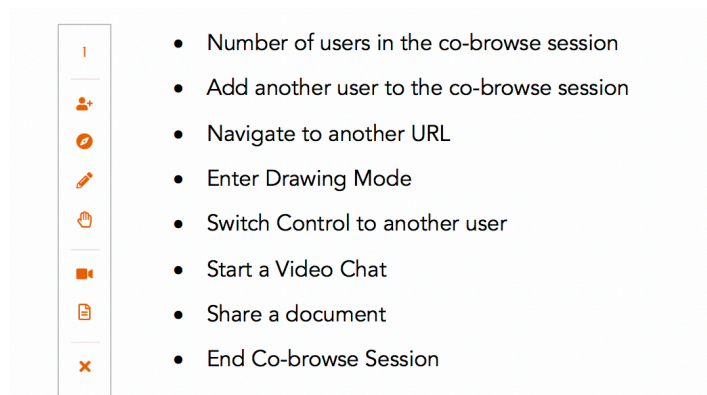 1
• Number of users in the co-browse session
• Add another user to the co-browse session
• Navigate to another URL
• Enter Drawing Mode
• Switch Control to another user
• Start a Video Chat
• Share a document
• End Co-browse Session